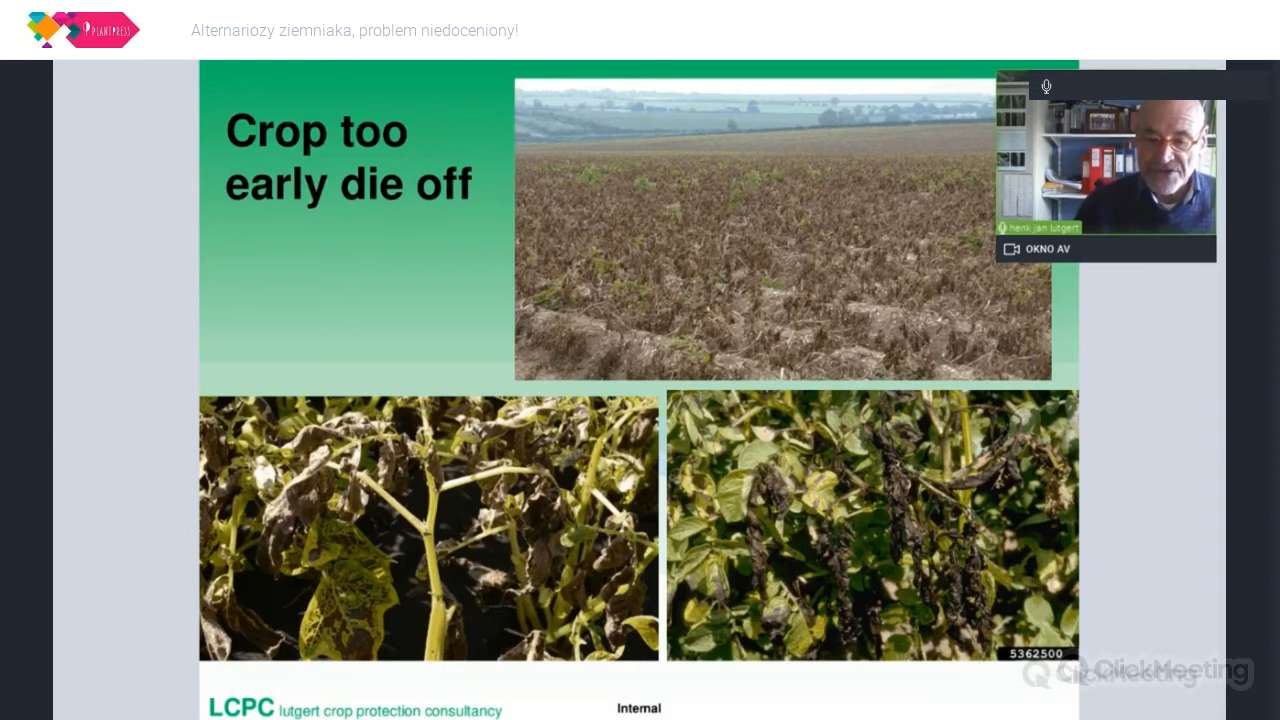 PLANTPRESS
Alternariozy ziemniaka, problem niedoceniony!
Crop too
early die off
henk jan lutgert
OKNO AV
5362500
ClickMeeting
ClickMeeting
LCPC lutgert crop protection consultancy
Internal